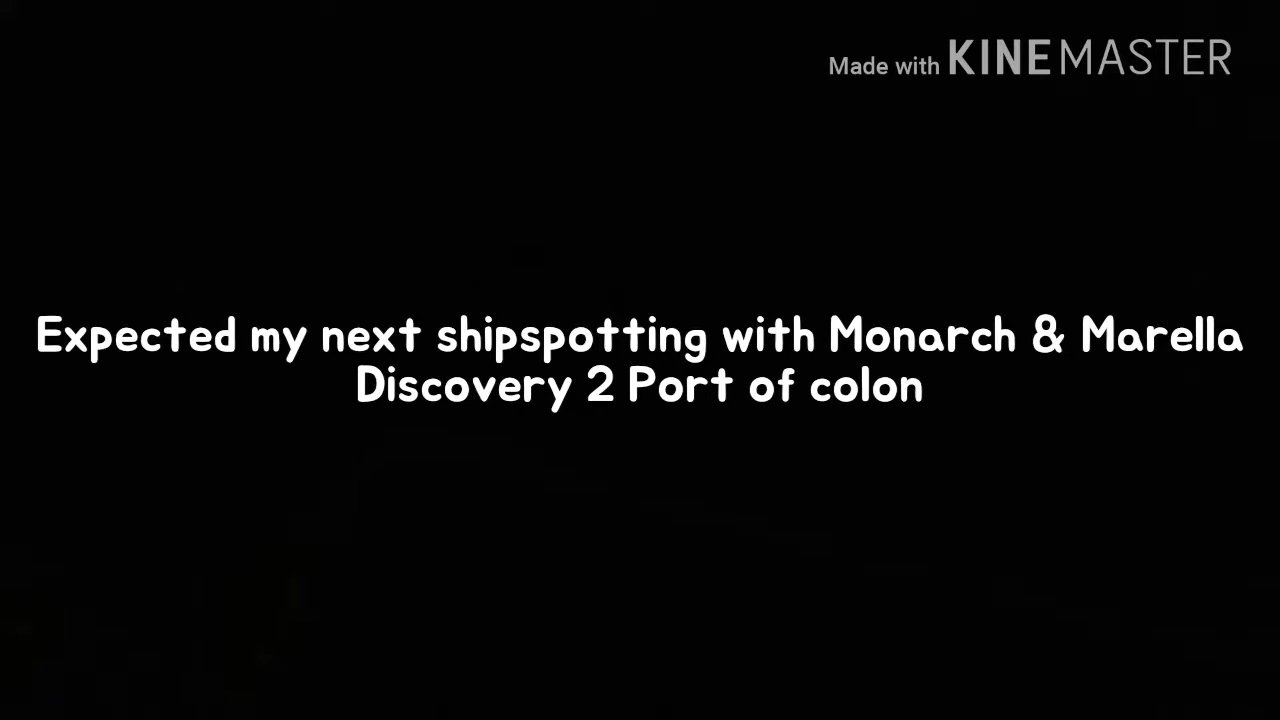 Made with KINEMASTER
Expected my next shipspotting with Monarch & Marella
Discovery 2 Port of colon